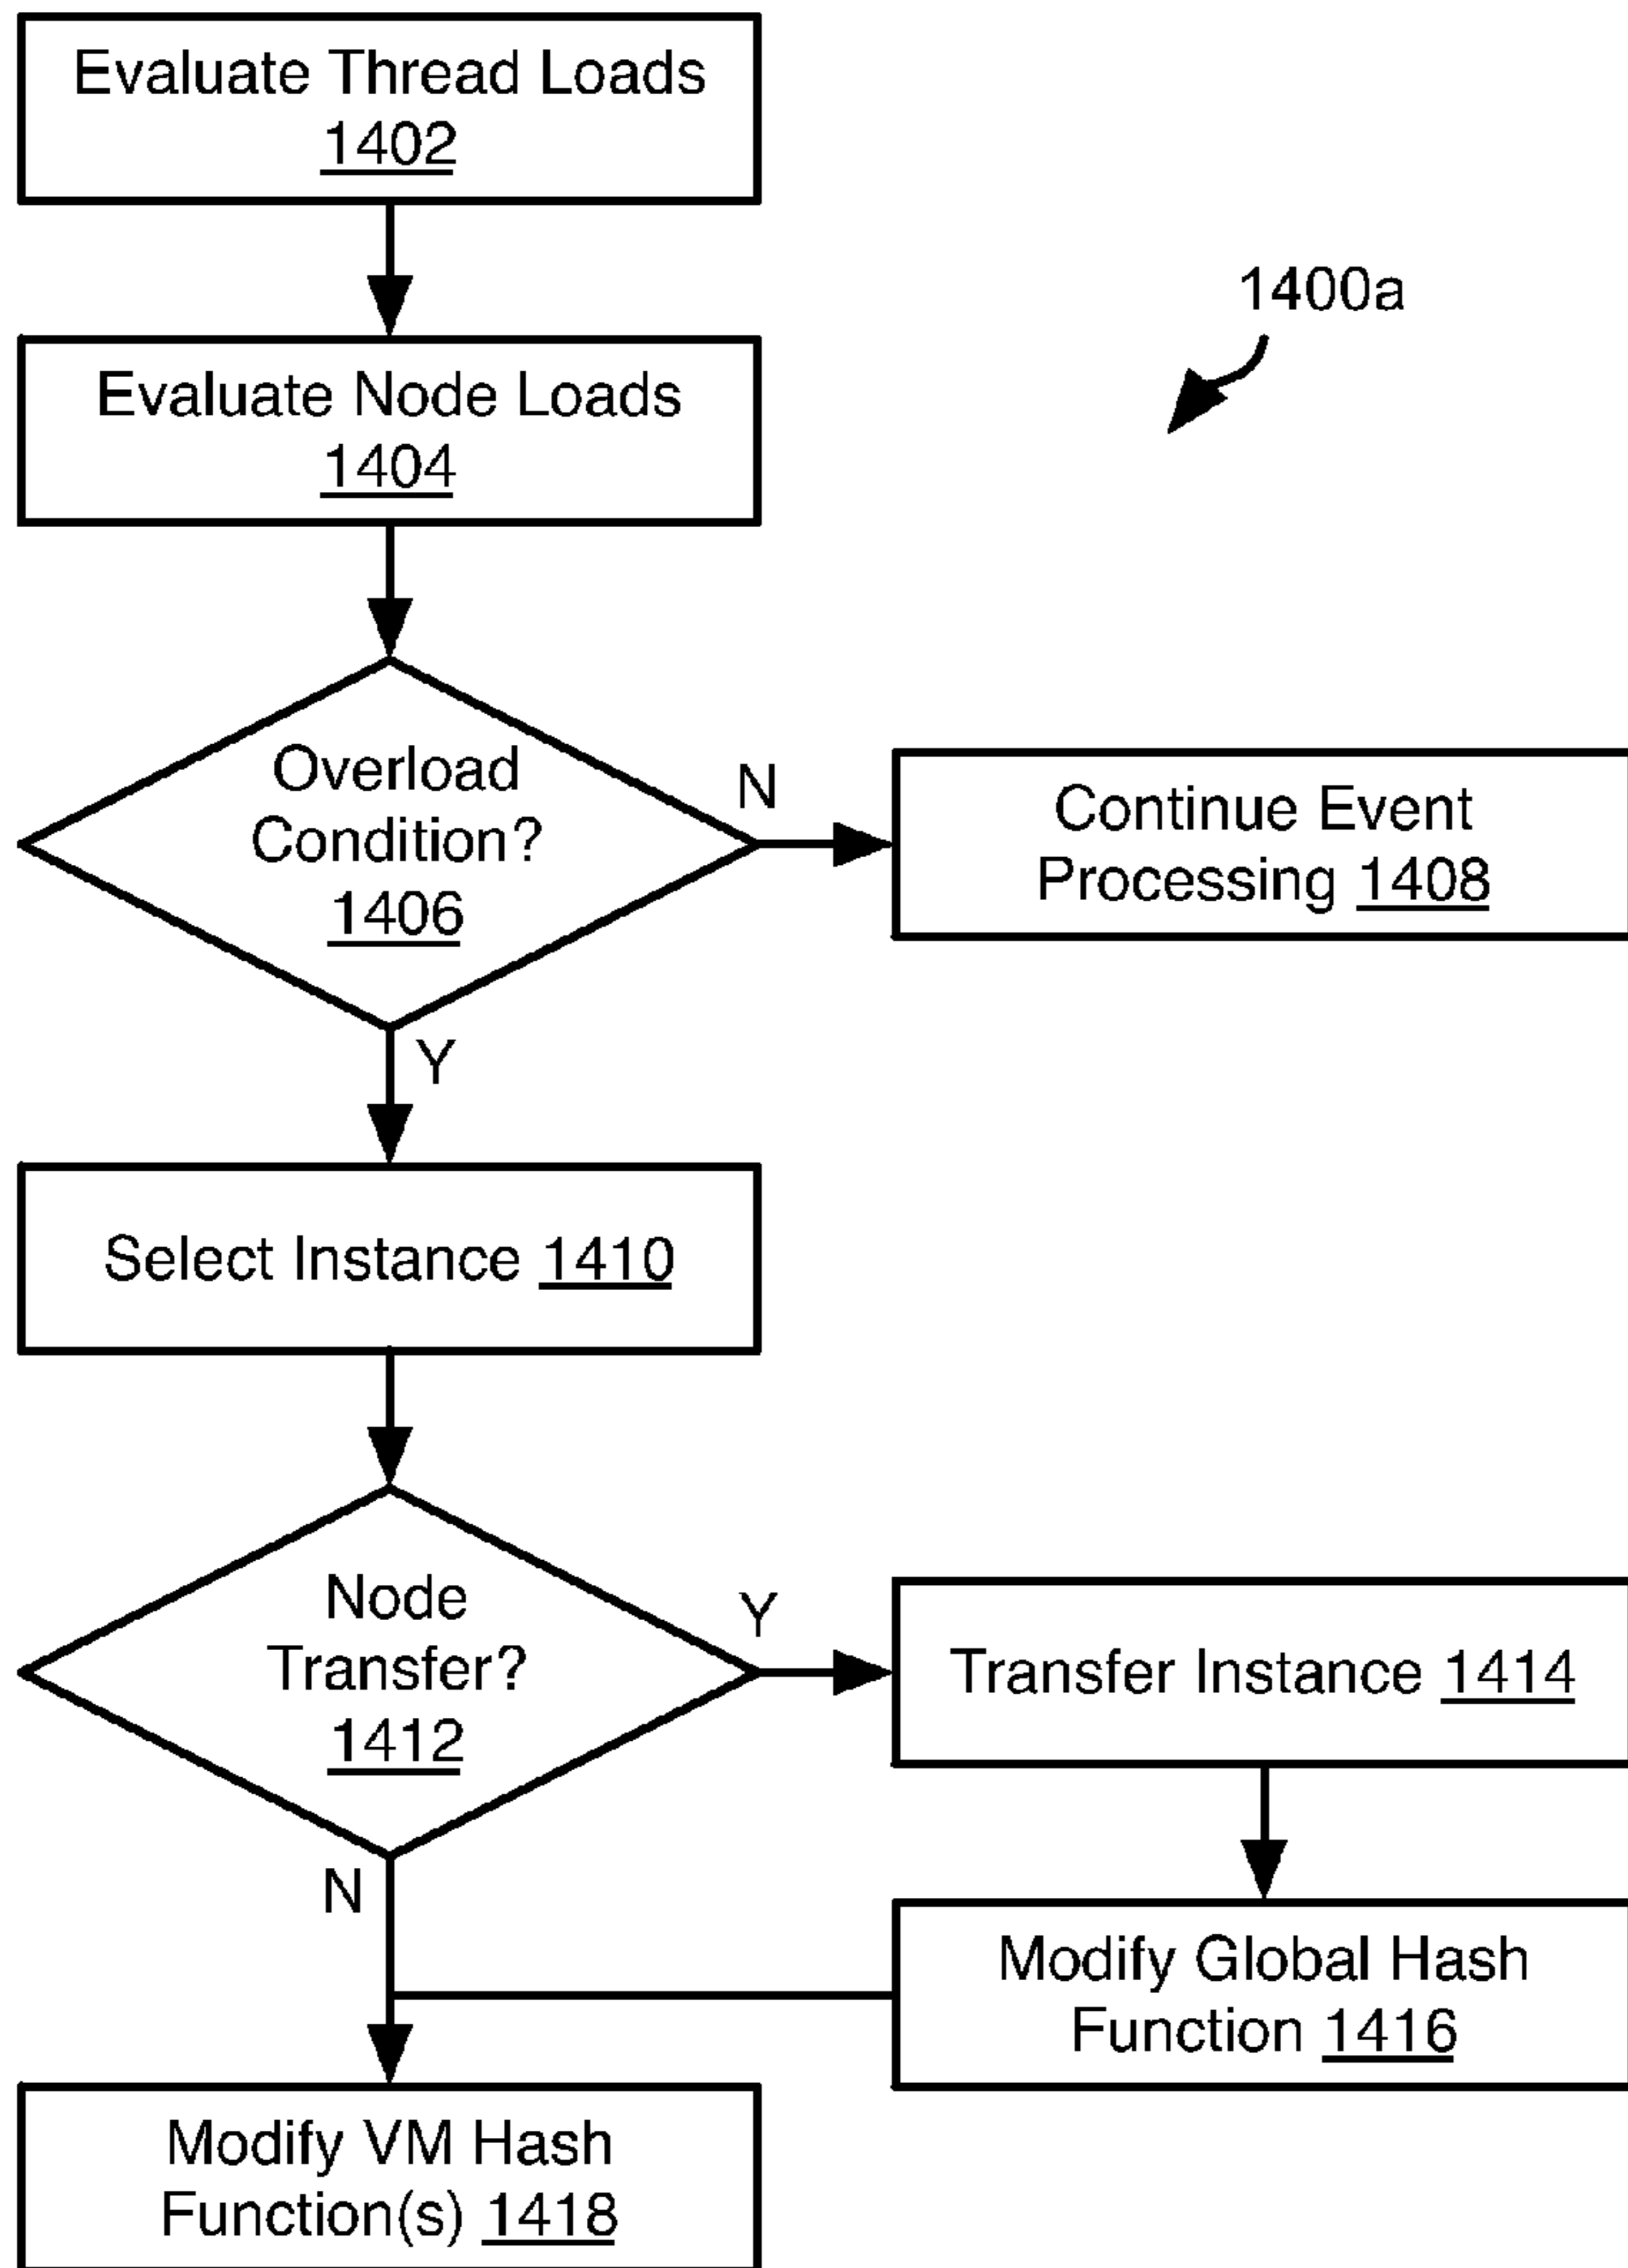 Evaluate Thread Loads
1402
1400a
Evaluate Node Loads
1404
Overload
Condition?
1406
N
Continue Event
Processing 1408
Y
Select Instance 1410
Node
Transfer?
1412
Y
Transfer Instance 1414
N
Modify Global Hash
Function 1416
Modify VM Hash
Function(s) 1418